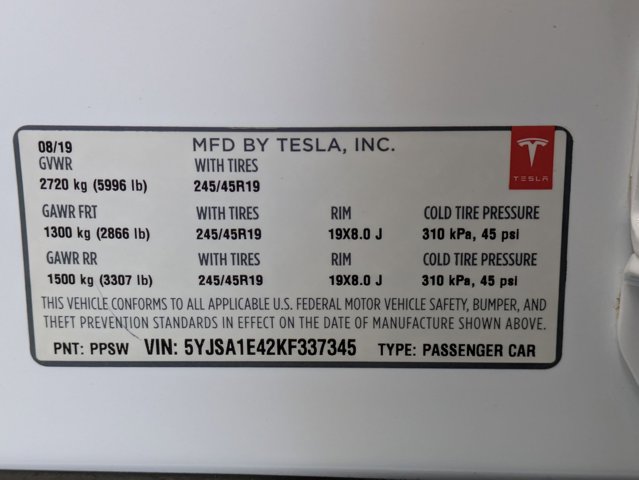 08/19 MFD BY TESLA, INC.
TESLA
GVWR WITH TIRES
2720 kg (5996 lb) 245/45R19
GAWR FRT WITH TIRES RIM COLD TIRE PRESSURE
1300 kg (2866 lb) 245/45R19 19X8.0 J 310 kPa, 45 psi
GAWR RR WITH TIRES RIM COLD TIRE PRESSURE
1500 kg (3307 lb) 245/45R19 19X8.0 J 310 kPa, 45 psi
THIS VEHICLE CONFORMS TO ALL APPLICABLE U.S. FEDERAL MOTOR VEHICLE SAFETY, BUMPER, AND
THEFT PREVENTION STANDARDS IN EFFECT ON THE DATE OF MANUFACTURE SHOWN ABOVE.
PNT: PPSW VIN: 5YJSA1E42KF337345 TYPE: PASSENGER CAR